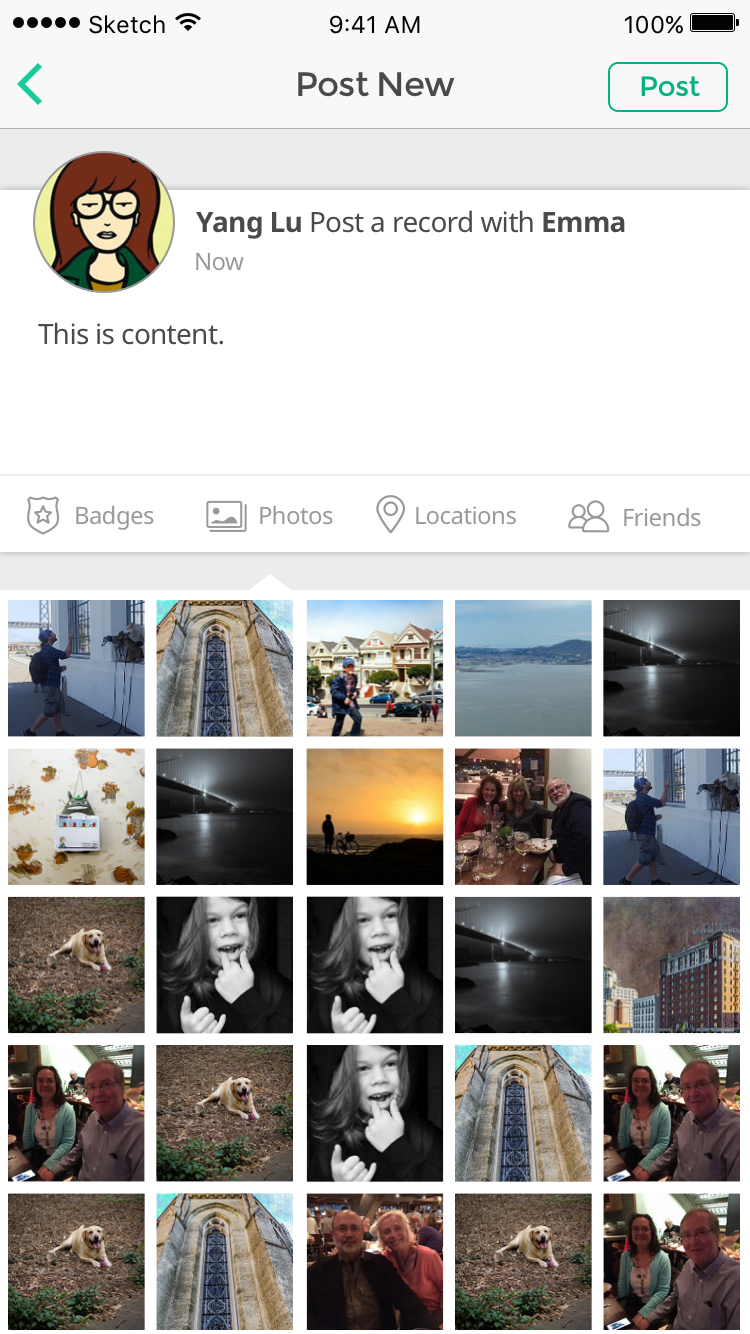 Sketch 9:41 AM 100%
Post New Post
Yang Lu Post a record with Emma
Now
This is content.
Badges Photos Locations Friends